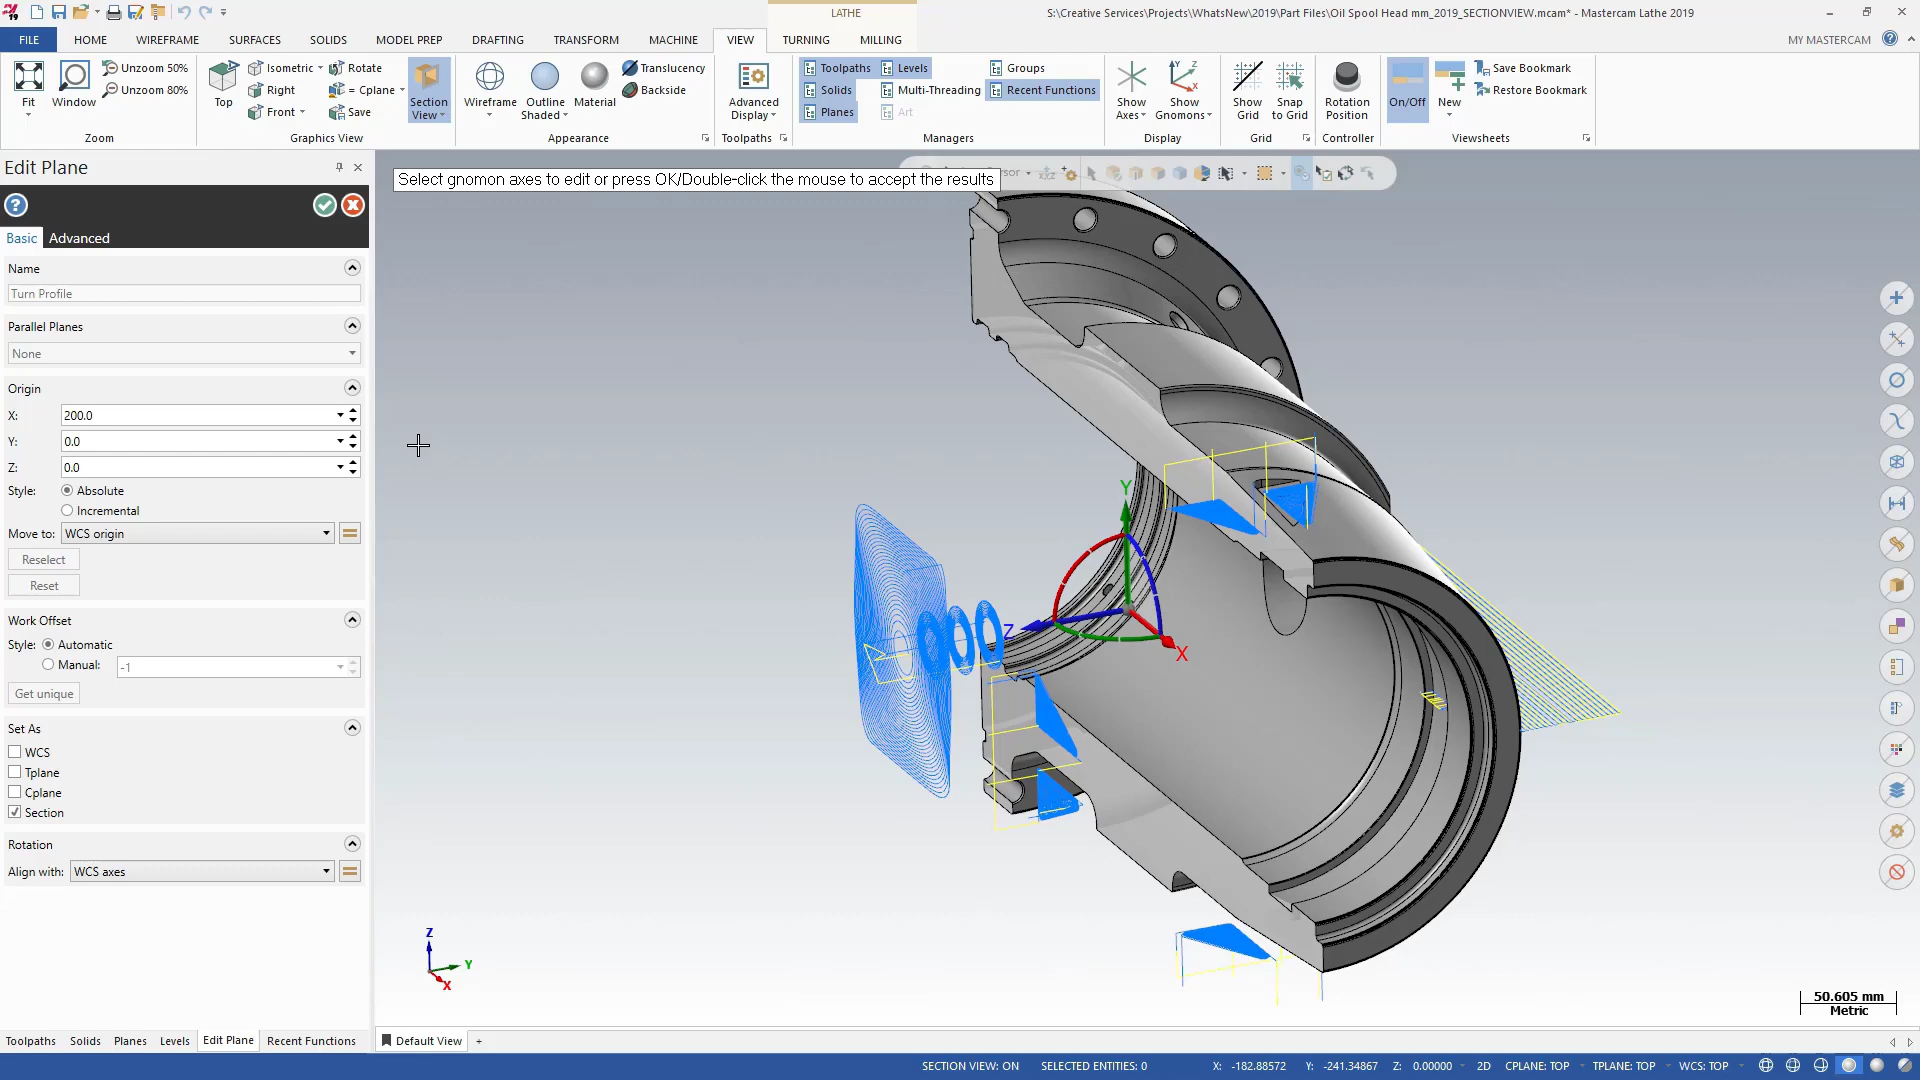 LATHE
S:\Creative Services\Projects\WhatsNew\2019\Part Files\Oil Spool Head mm_2019_SECTIONVIEW.mcam* - Mastercam Lathe 2019
FILE HOME WIREFRAME SURFACES SOLIDS MODEL PREP DRAFTING TRANSFORM MACHINE VIEW TURNING MILLING MY MASTERCAM
Fit
Window
Unzoom 50%
Unzoom 80%
Zoom
Top
Isometric
Right
Front
Rotate
= Cplane
Save
Section
View
Graphics View
Wireframe
Outline
Shaded
Material
Translucency
Backside
Appearance
Advanced
Display
Toolpaths
Toolpaths
Solids
Planes
Levels
Multi-Threading
Art
Groups
Recent Functions
Managers
Show
Axes
Show
Gnomons
Display
Show
Grid
Snap
to Grid
Grid
Rotation
Position
Controller
On/Off
New
Save Bookmark
Restore Bookmark
Viewsheets
Edit Plane
Basic Advanced
Name
Turn Profile
Parallel Planes
None
Origin
X: 200.0
Y: 0.0
Z: 0.0
Style: Absolute
Incremental
Move to: WCS origin
Reselect
Reset
Work Offset
Style: Automatic
Manual: -1
Get unique
Set As
WCS
Tplane
Cplane
Section
Rotation
Align with: WCS axes
Select gnomon axes to edit or press OK/Double-click the mouse to accept the results
Y
Z
X
Z
Y
X
50.605 mm
Metric
Toolpaths Solids Planes Levels Edit Plane Recent Functions
Default View +
SECTION VIEW: ON SELECTED ENTITIES: 0 X: -182.88572 Y: -241.34867 Z: 0.00000 2D CPLANE: TOP TPLANE: TOP WCS: TOP